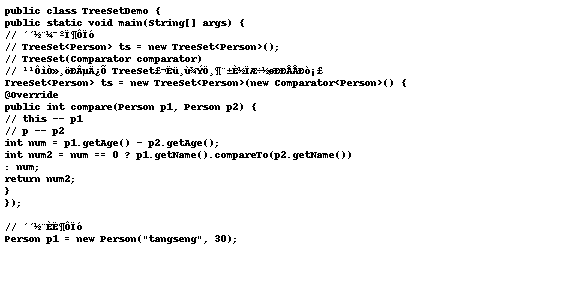 public class TreeSetDemo {
public static void main(String[] args) {
// ´´½¨¼¯ºÏ¶ÔÏó
// TreeSet<Person> ts = new TreeSet<Person>();
// TreeSet(Comparator comparator)
// ¹¹ÔìÒ»¸öÐÂµÄ¿Õ TreeSet£¬Ëü¸ù¾ÝÖ¸¶¨±È½ÏÆ÷½øÐÐÅÅÐò¡£
TreeSet<Person> ts = new TreeSet<Person>(new Comparator<Person>() {
@Override
public int compare(Person p1, Person p2) {
// this -- p1
// p -- p2
int num = p1.getAge() - p2.getAge();
int num2 = num == 0 ? p1.getName().compareTo(p2.getName())
: num;
return num2;
}
});
// ´´½¨ÈË¶ÔÏó
Person p1 = new Person("tangseng", 30);